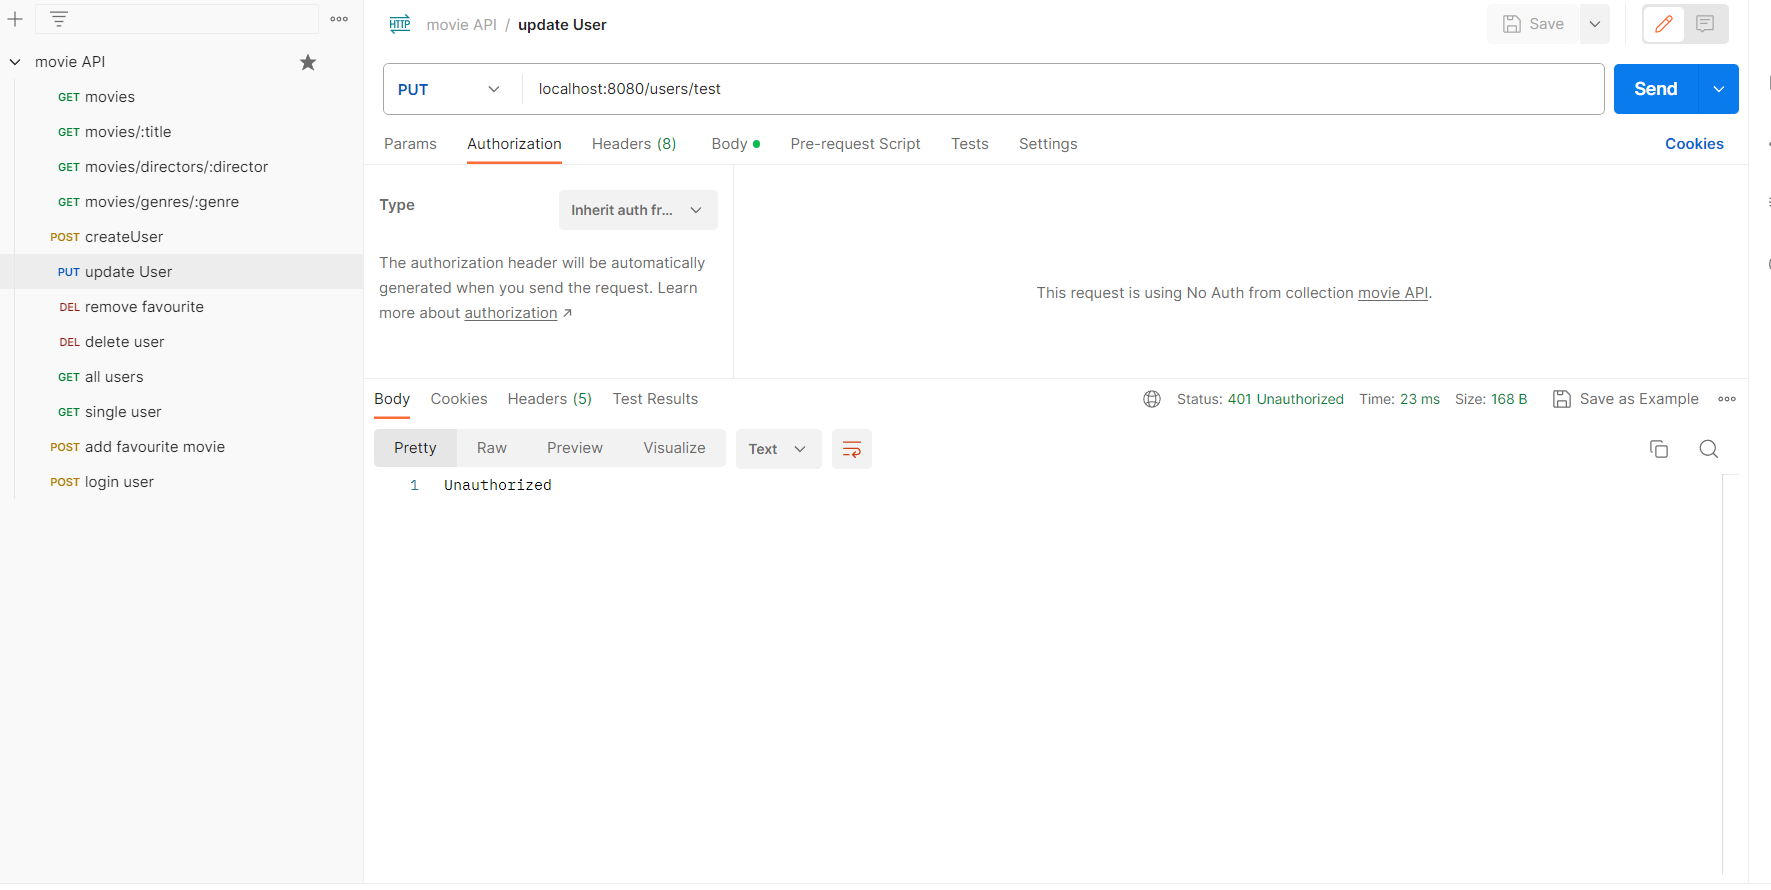 movie API
GET movies
GET movies/:title
GET movies/directors/:director
GET movies/genres/:genre
POST createUser
PUT update User
DEL remove favourite
DEL delete user
GET all users
GET single user
POST add favourite movie
POST login user
HTTP movie API / update User
Save
PUT localhost:8080/users/test
Send
Params Authorization Headers (8) Body Pre-request Script Tests Settings Cookies
Type Inherit auth fr...
The authorization header will be automatically
generated when you send the request. Learn
more about authorization ↗
This request is using No Auth from collection movie API.
Body Cookies Headers (5) Test Results Status: 401 Unauthorized Time: 23 ms Size: 168 B Save as Example
Pretty Raw Preview Visualize Text
1 Unauthorized